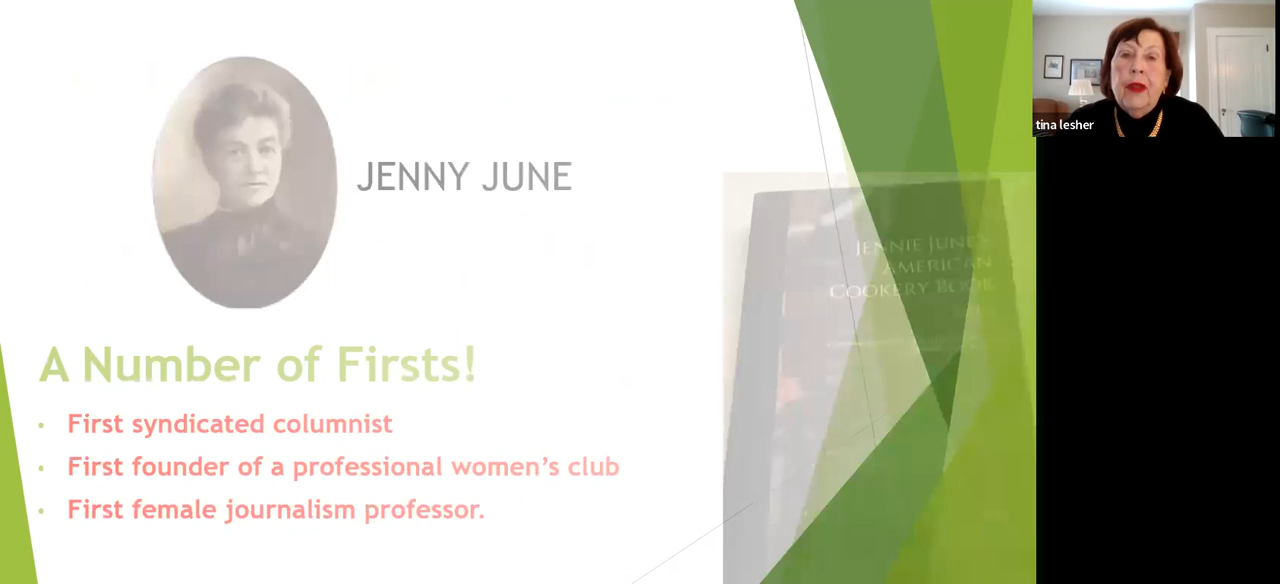 JENNY JUNE
tina lesher
JENNIE JUNE'S
AMERICAN
COOKERY BOOK
A Number of Firsts!
• First syndicated columnist
• First founder of a professional women’s club
• First female journalism professor.